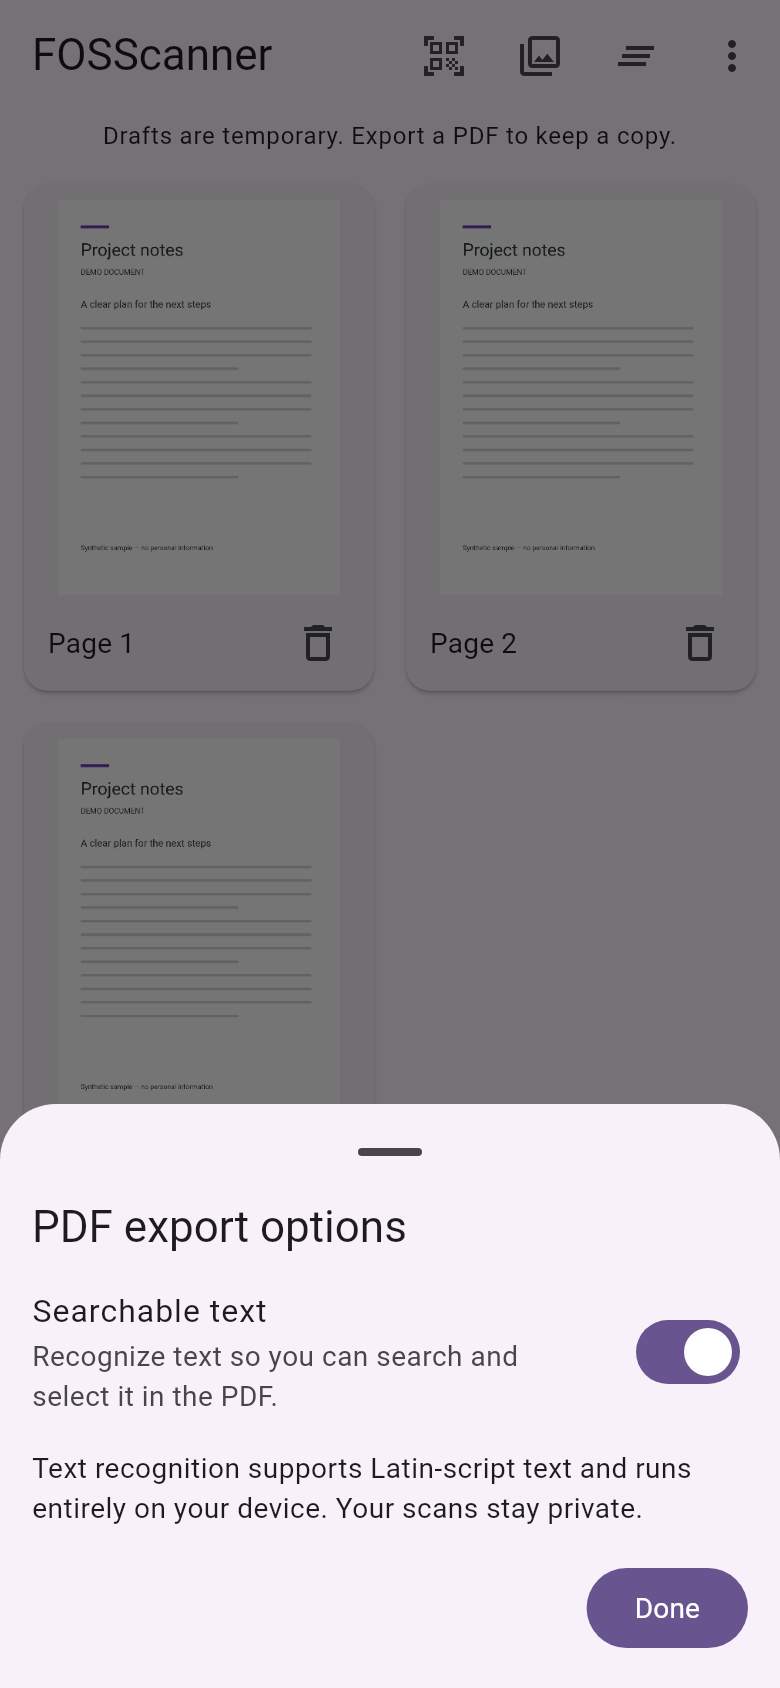 FOSScanner
Drafts are temporary. Export a PDF to keep a copy.
Project notes
DEMO DOCUMENT
A clear plan for the next steps
Synthetic sample — no personal information
Page 1
Project notes
DEMO DOCUMENT
A clear plan for the next steps
Synthetic sample — no personal information
Page 2
Project notes
DEMO DOCUMENT
A clear plan for the next steps
Synthetic sample — no personal information
PDF export options
Searchable text
Recognize text so you can search and
select it in the PDF.
Text recognition supports Latin-script text and runs
entirely on your device. Your scans stay private.
Done